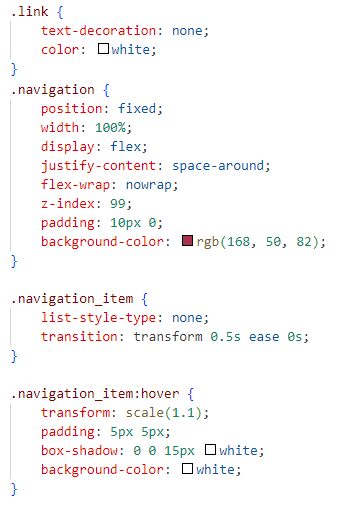 .link {
    text-decoration: none;
    color: white;
}
.navigation {
    position: fixed;
    width: 100%;
    display: flex;
    justify-content: space-around;
    flex-wrap: nowrap;
    z-index: 99;
    padding: 10px 0;
    background-color: rgb(168, 50, 82);
}

.navigation_item {
    list-style-type: none;
    transition: transform 0.5s ease 0s;
}

.navigation_item:hover {
    transform: scale(1.1);
    padding: 5px 5px;
    box-shadow: 0 0 15px white;
    background-color: white;
}